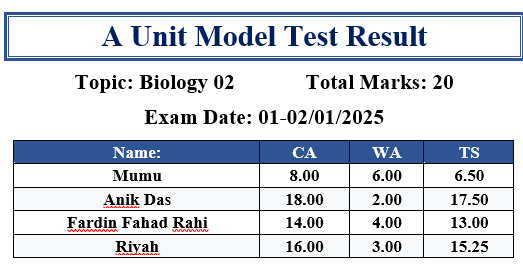 A Unit Model Test Result
Topic: Biology 02 Total Marks: 20
Exam Date: 01-02/01/2025
Name: CA WA TS
Mumu 8.00 6.00 6.50
Anik Das 18.00 2.00 17.50
Fardin Fahad Rahi 14.00 4.00 13.00
Riyah 16.00 3.00 15.25